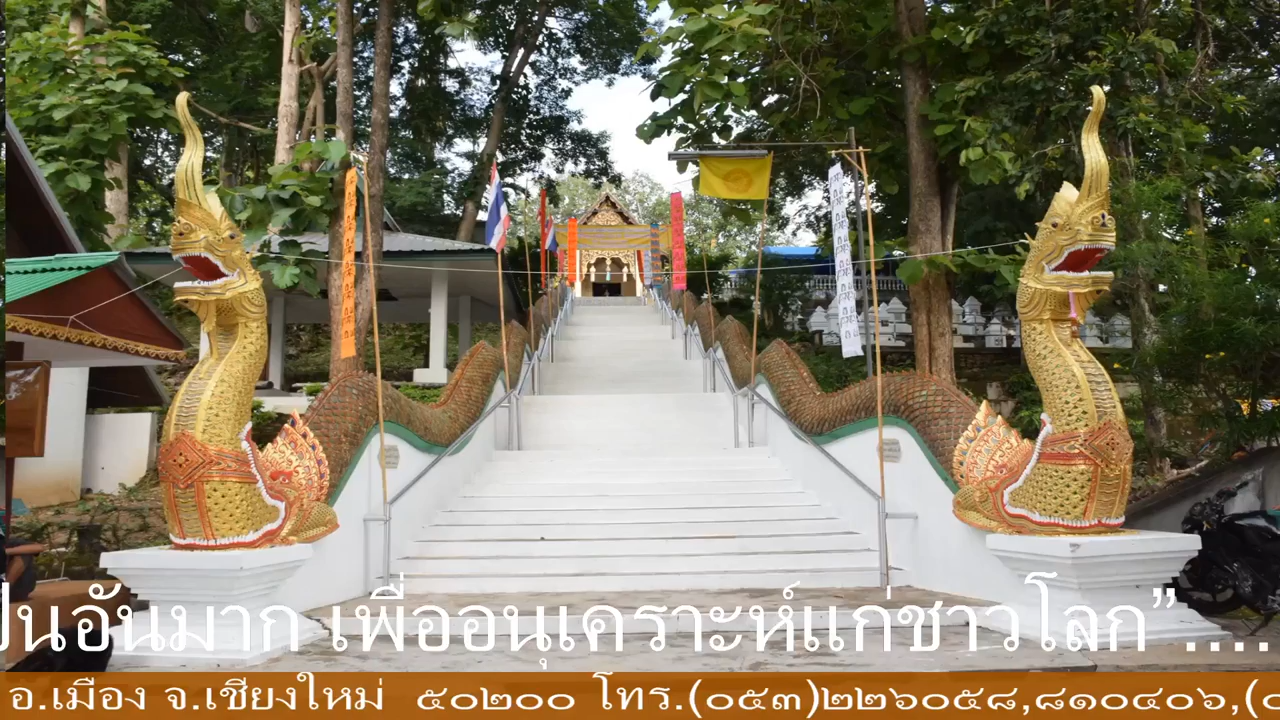 ป็นอันมาก เพื่ออนุเคราะห์แก่ชาวโลก”....
อ.เมือง จ.เชียงใหม่ ๕๐๒๐๐ โทร.(๐๕๓)๒๒๖๐๕๘,๘๑๐๔๐๖,(๐